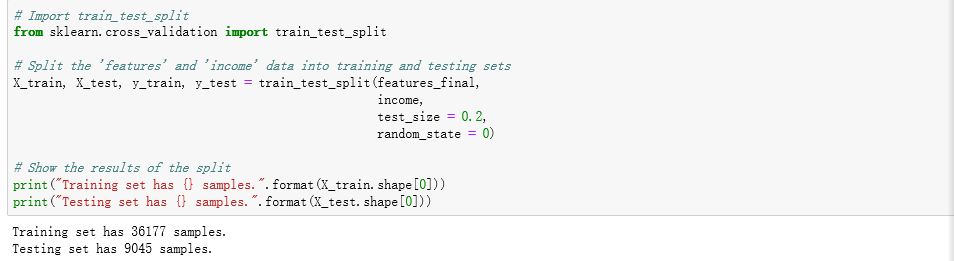 # Import train_test_split
from sklearn.cross_validation import train_test_split
# Split the 'features' and 'income' data into training and testing sets
X_train, X_test, y_train, y_test = train_test_split(features_final,
income,
test_size = 0.2,
random_state = 0)
# Show the results of the split
print("Training set has {} samples.".format(X_train.shape[0]))
print("Testing set has {} samples.".format(X_test.shape[0]))
Training set has 36177 samples.
Testing set has 9045 samples.